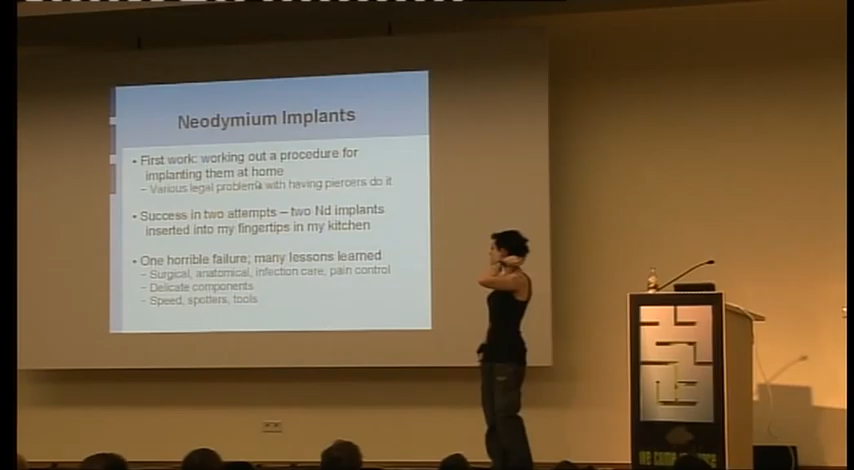 Neodymium Implants
• First work: working out a procedure for
implanting them at home
– Various legal problems with having piercers do it
• Success in two attempts – two Nd implants
inserted into my fingertips in my kitchen
• One horrible failure; many lessons learned
– Surgical, anatomical, infection care, pain control
– Delicate components
– Speed, spotters, tools
we come